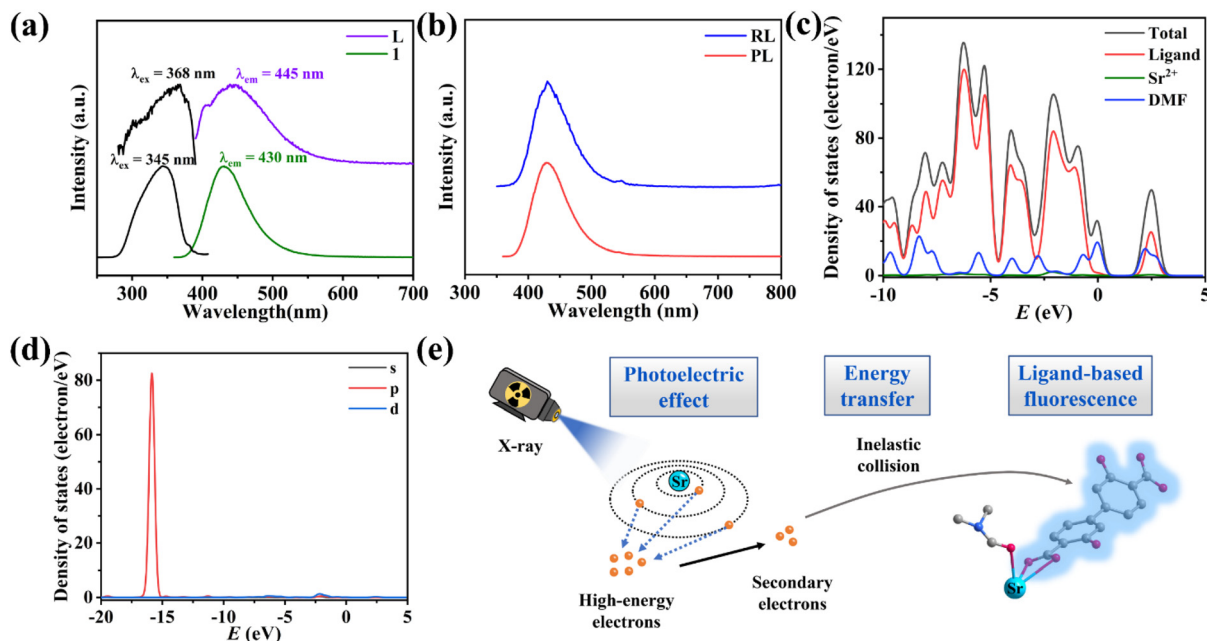 (a)
L
1
λex = 368 nm
λem = 445 nm
λex = 345 nm
λem = 430 nm
Intensity (a.u.)
300 400 500 600 700
Wavelength(nm)
(b)
RL
PL
Intensity (a.u.)
300 400 500 600 700 800
Wavelength(nm)
(c)
Total
Ligand
Sr2+
DMF
Density of states (electron/eV)
120
80
40
0
-10 -5 0 5
E (eV)
(d)
s
p
d
Density of states (electron/eV)
80
60
40
20
0
-20 -15 -10 -5 0 5
E (eV)
(e)
Photoelectric
effect
Energy
transfer
Ligand-based
fluorescence
X-ray
Sr
Inelastic
collision
High-energy
electrons
Secondary
electrons
Sr